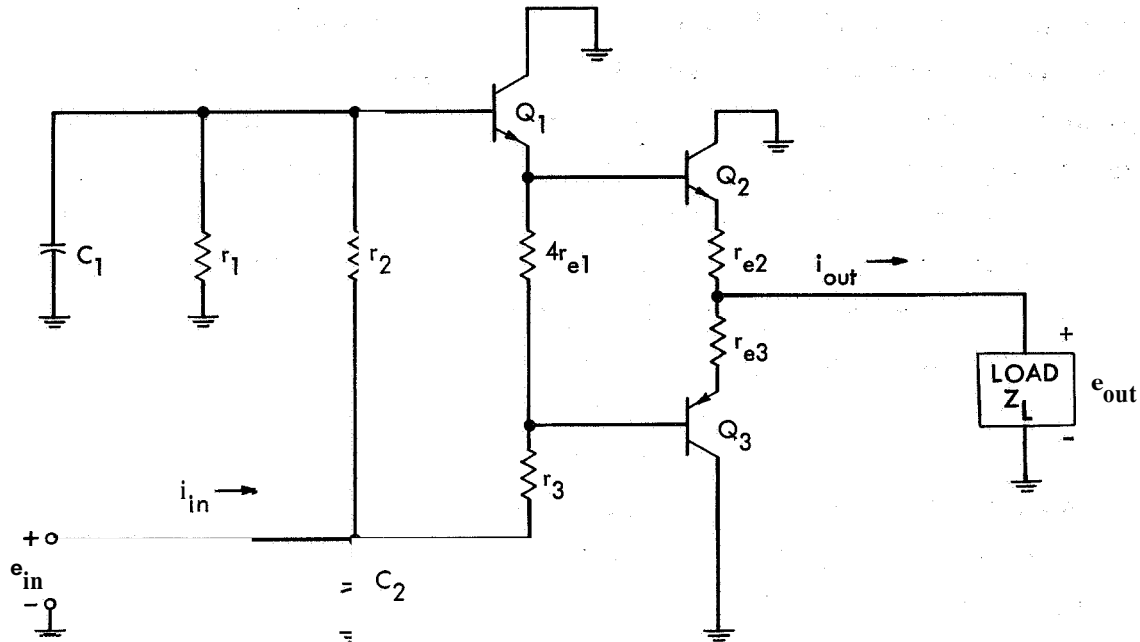 Q1
Q2
C1
r1
r2
4re1
re2
iout
re3
+
LOAD
ZL
-
eout
Q3
r3
iin
+
ein
-
C2